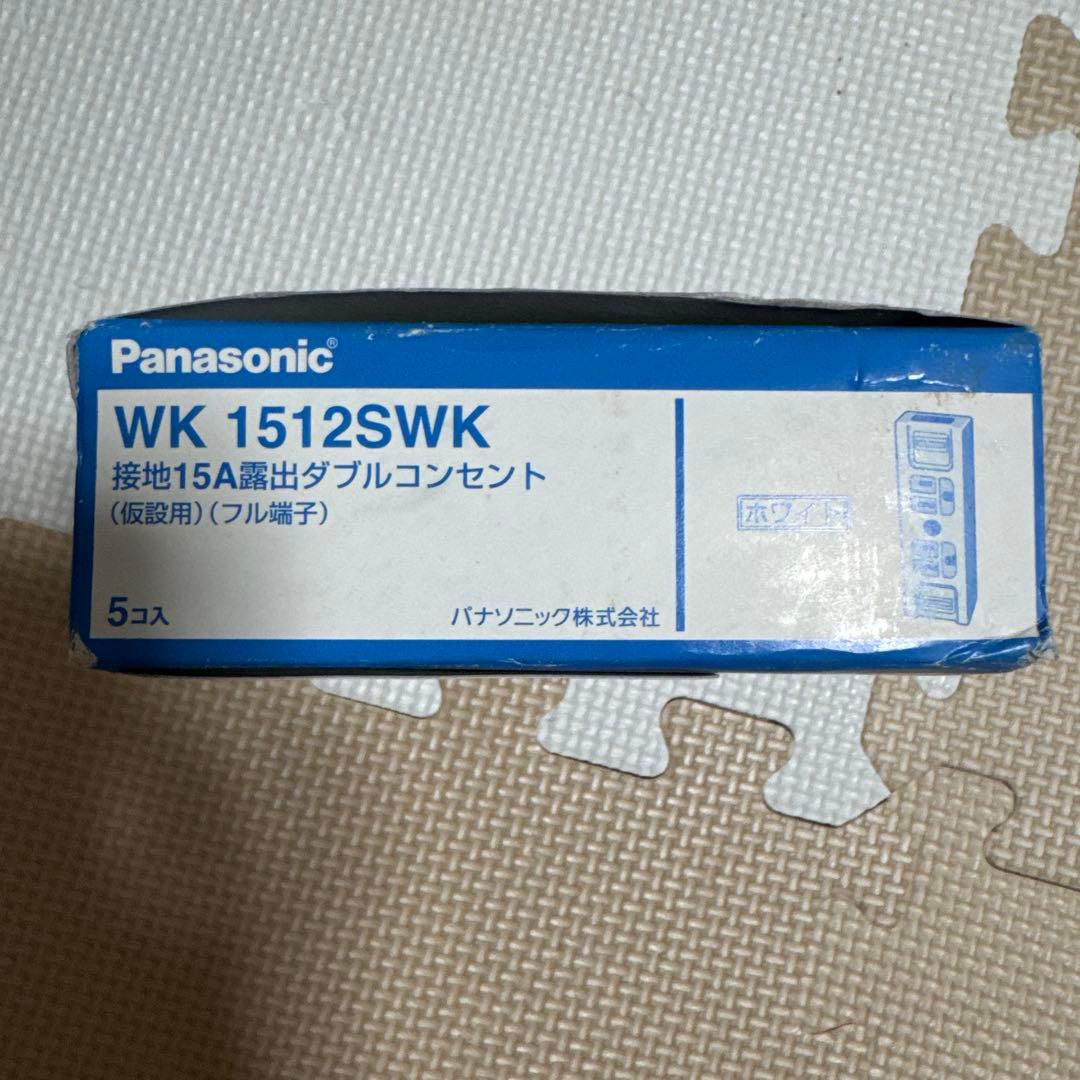 Panasonic®
WK 1512SWK
接地15A露出ダブルコンセント
(仮設用)(フル端子)
ホワイト
5コ入
パナソニック株式会社